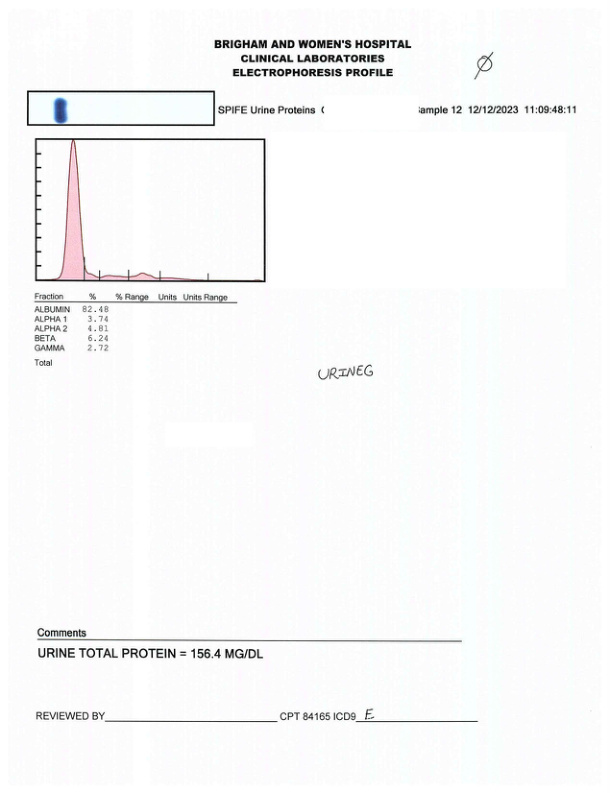 BRIGHAM AND WOMEN'S HOSPITAL
CLINICAL LABORATORIES
ELECTROPHORESIS PROFILE
Ø
SPIFE Urine Proteins Sample 12 12/12/2023 11:09:48:11
Fraction % % Range Units Units Range
ALBUMIN 82.48
ALPHA 1 3.74
ALPHA 2 4.81
BETA 6.24
GAMMA 2.72
Total
URINEG
Comments
URINE TOTAL PROTEIN = 156.4 MG/DL
REVIEWED BY CPT 84165 ICD9 E